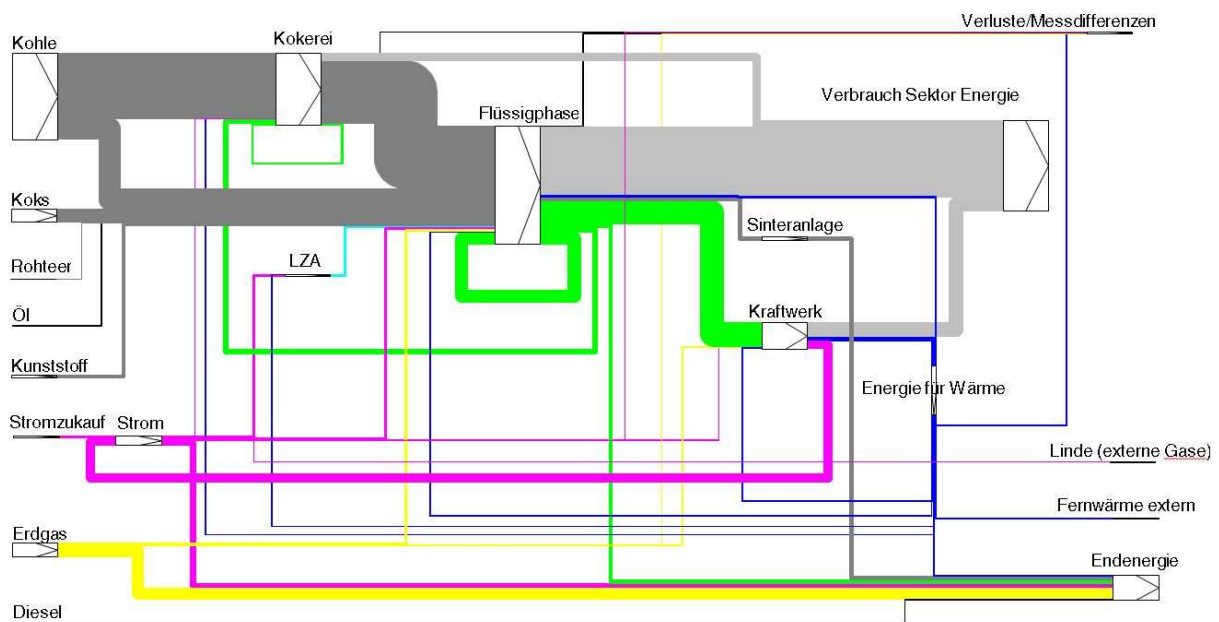 Verluste/Messdifferenzen
Kohle
Kokerei
Verbrauch Sektor Energie
Flüssigphase
Koks
Sinteranlage
Rohteer
LZA
Öl
Kraftwerk
Kunststoff
Energie für Wärme
Stromzukauf
Strom
Linde (externe Gase)
Fernwärme extern
Erdgas
Endenergie
Diesel